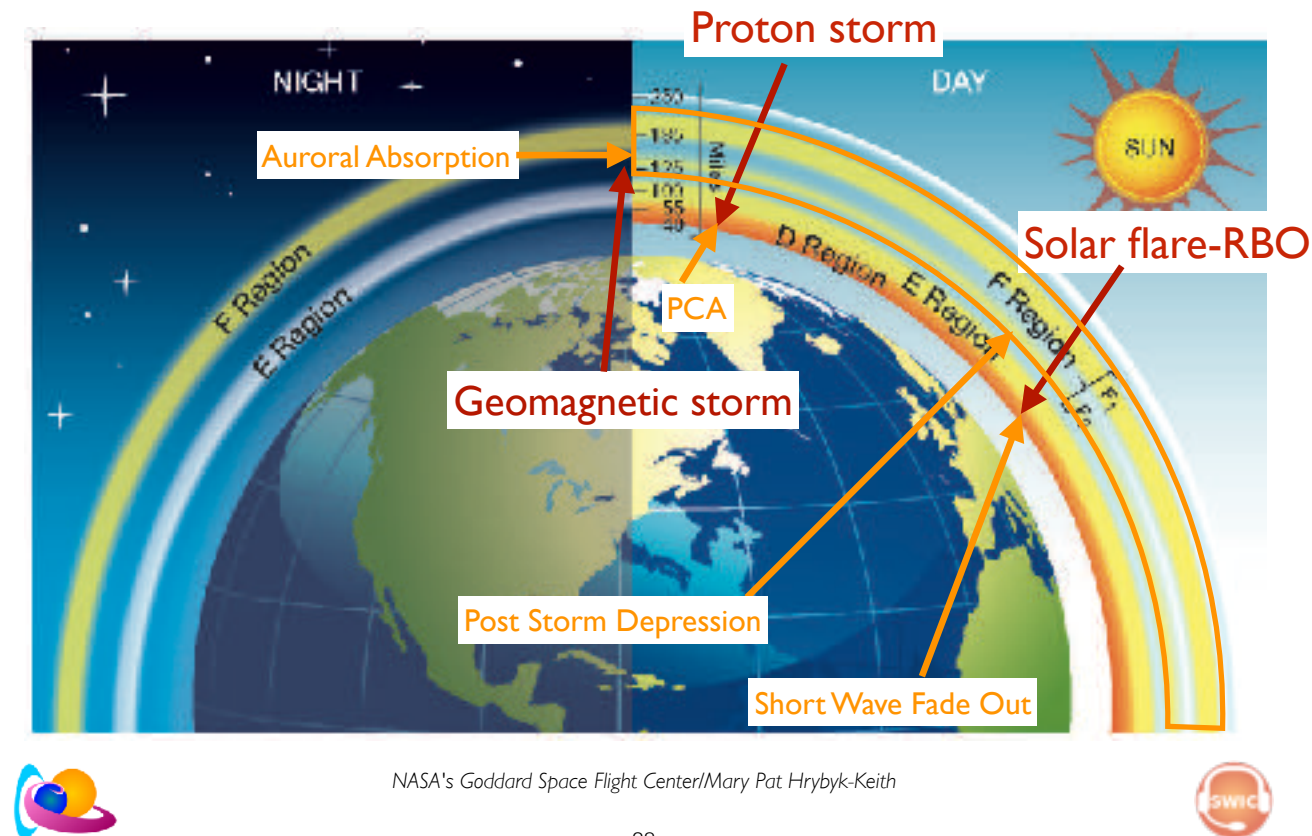 Proton storm
NIGHT
DAY
250
Auroral Absorption
195
SUN
125
Miles
100
55
40
Solar flare-RBO
D Region
E Region
F Region
F Region
E Region
PCA
F1
F2
Geomagnetic storm
Post Storm Depression
Short Wave Fade Out
NASA's Goddard Space Flight Center/Mary Pat Hrybyk-Keith
SWIC